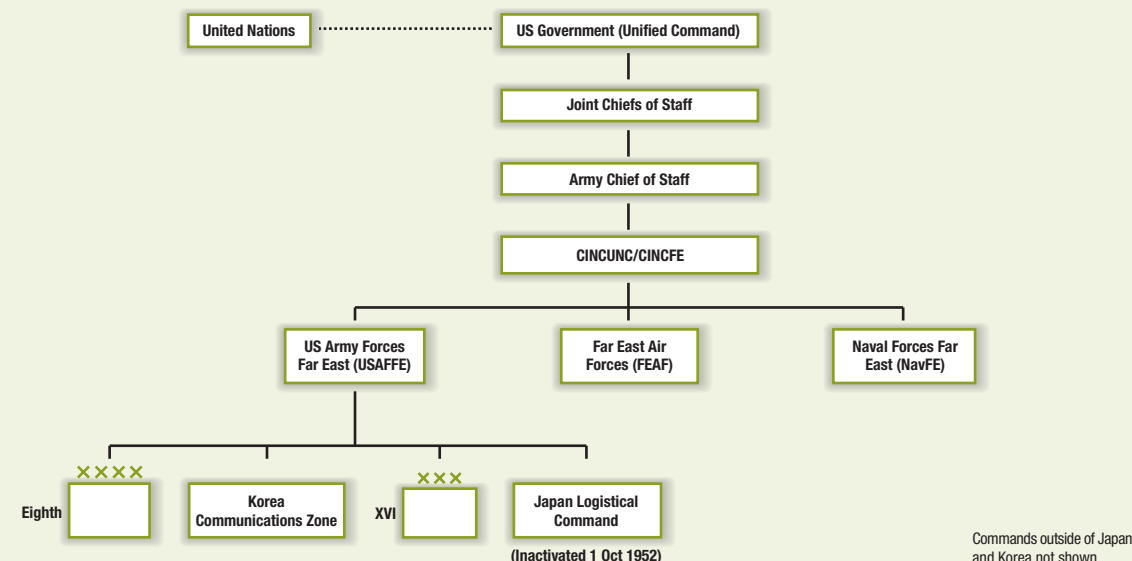 United Nations
US Government (Unified Command)
Joint Chiefs of Staff
Army Chief of Staff
CINCUNC/CINCFE
US Army Forces
Far East (USAFFE)
Far East Air
Forces (FEAF)
Naval Forces Far
East (NavFE)
××××
Eighth
Korea
Communications Zone
×××
XVI
Japan Logistical
Command
(Inactivated 1 Oct 1952)
Commands outside of Japan
and Korea not shown